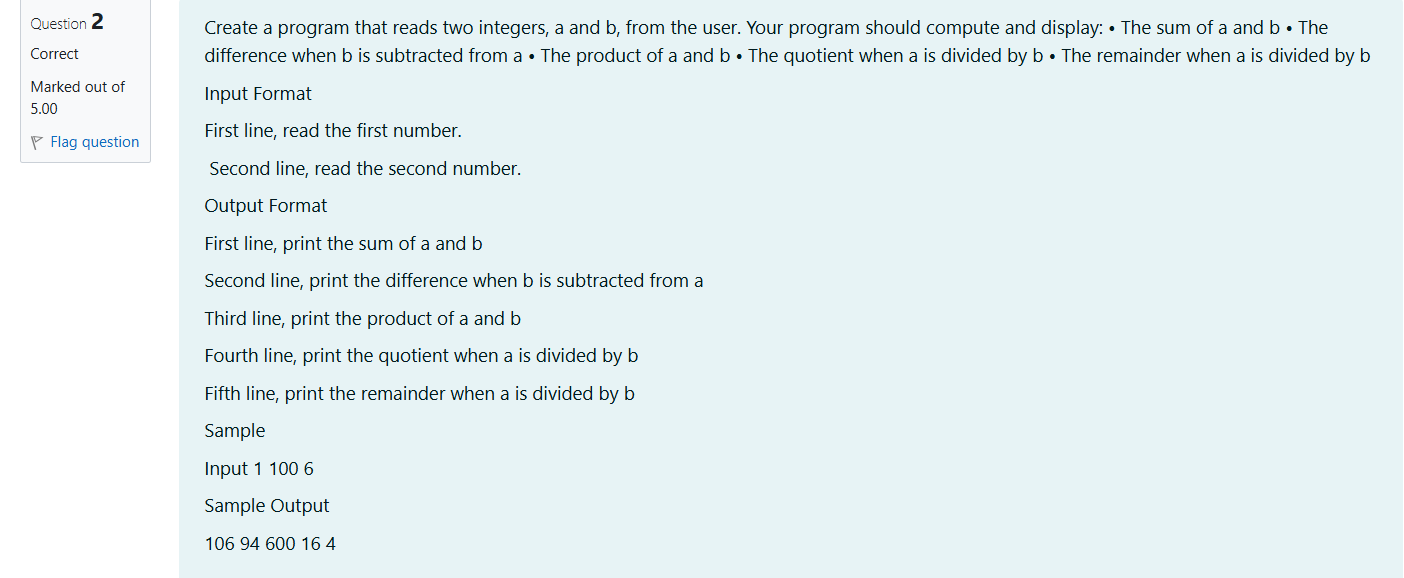 Question 2
Correct
Marked out of
5.00
Flag question
Create a program that reads two integers, a and b, from the user. Your program should compute and display: • The sum of a and b • The
difference when b is subtracted from a • The product of a and b • The quotient when a is divided by b • The remainder when a is divided by b
Input Format
First line, read the first number.
Second line, read the second number.
Output Format
First line, print the sum of a and b
Second line, print the difference when b is subtracted from a
Third line, print the product of a and b
Fourth line, print the quotient when a is divided by b
Fifth line, print the remainder when a is divided by b
Sample
Input 1 100 6
Sample Output
106 94 600 16 4